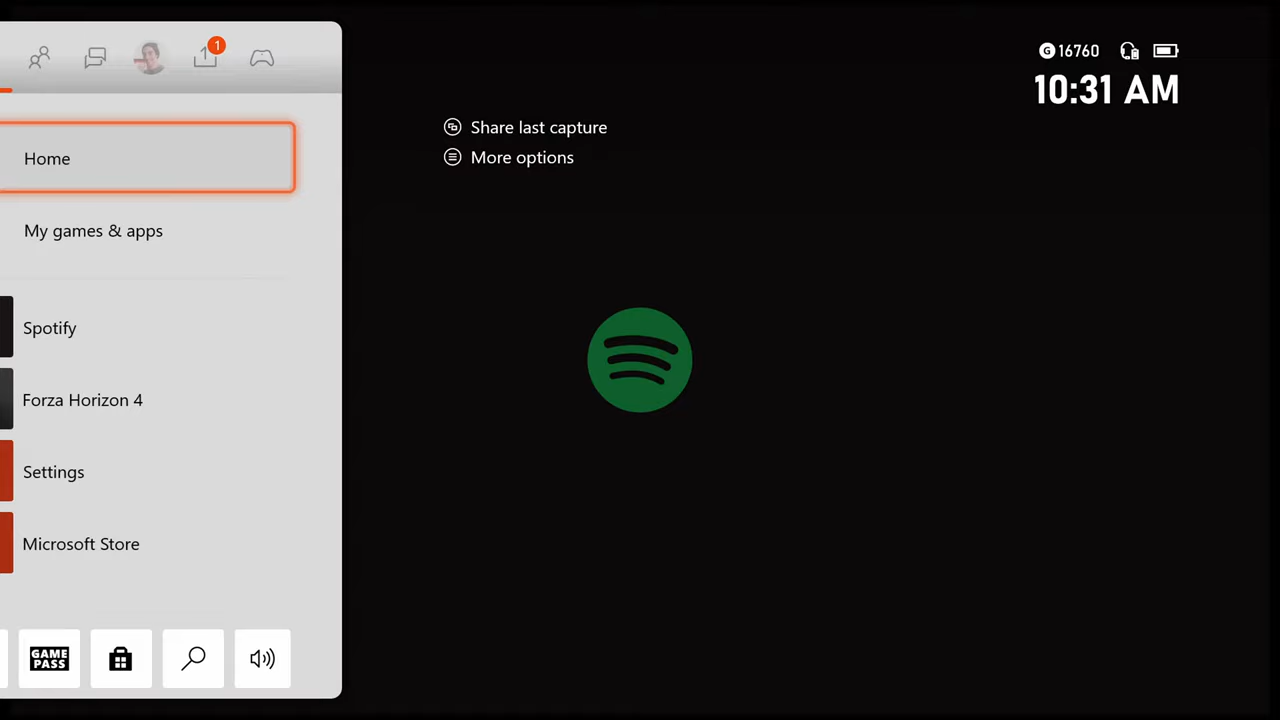 1
G 16760
10:31 AM
Share last capture
More options
Home
My games & apps
Spotify
Forza Horizon 4
Settings
Microsoft Store
GAME
PASS